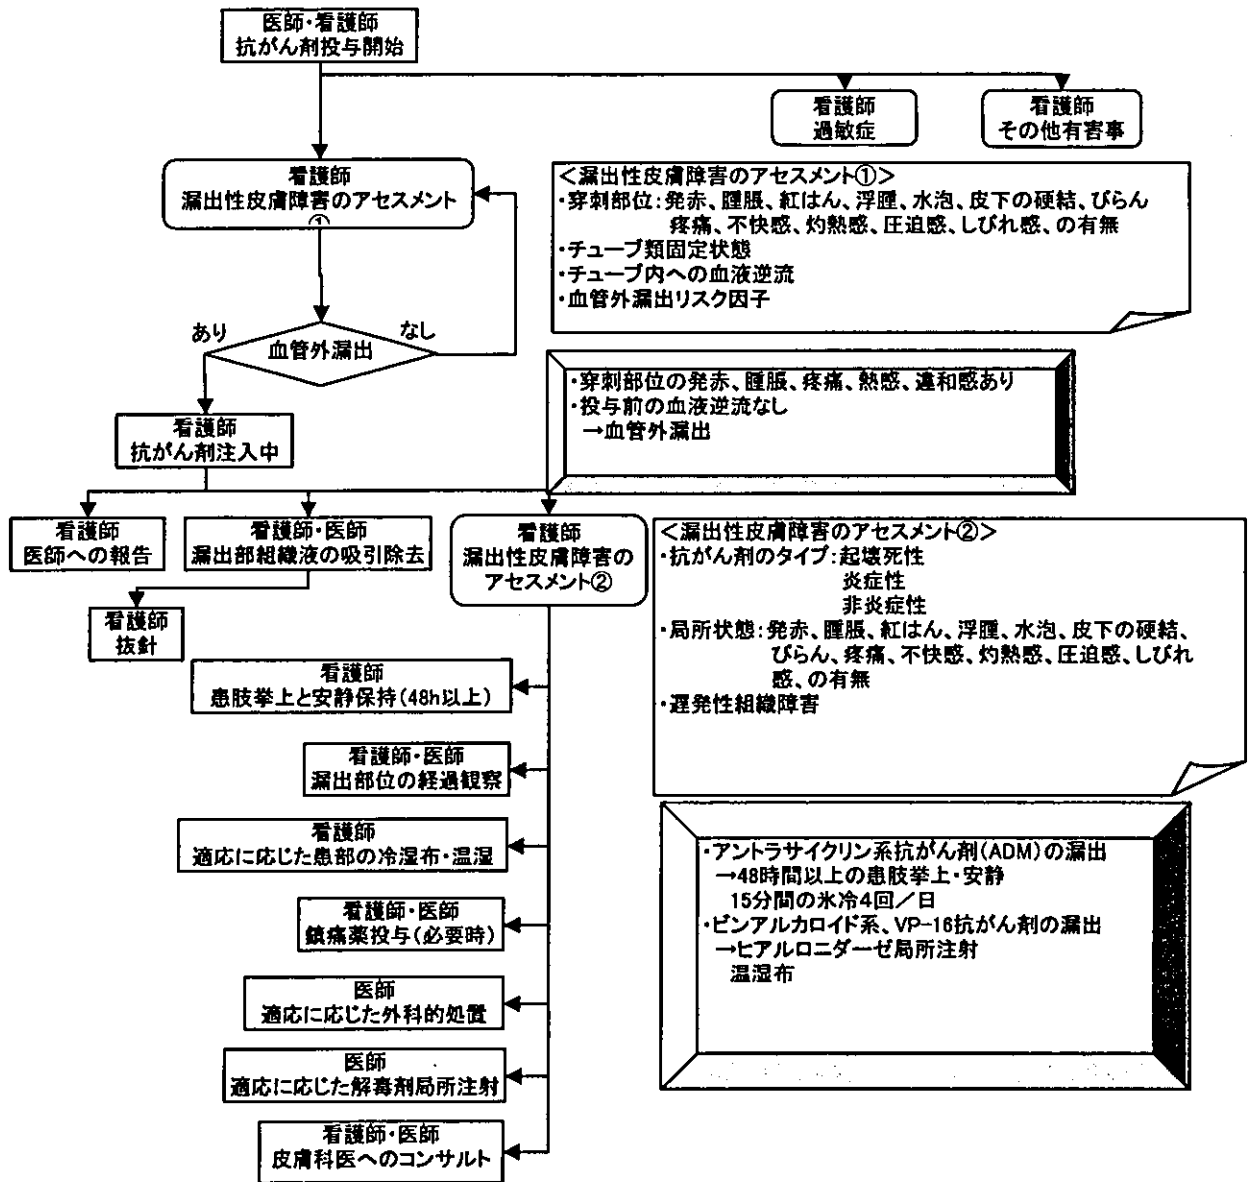 医師・看護師
抗がん剤投与開始
看護師
過敏症
看護師
その他有害事
看護師
漏出性皮膚障害のアセスメント
①
＜漏出性皮膚障害のアセスメント①＞
・穿刺部位：発赤、腫脹、紅はん、浮腫、水泡、皮下の硬結、びらん
疼痛、不快感、灼熱感、圧迫感、しびれ感、の有無
・チューブ類固定状態
・チューブ内への血液逆流
・血管外漏出リスク因子
あり
なし
血管外漏出
・穿刺部位の発赤、腫脹、疼痛、熱感、違和感あり
・投与前の血液逆流なし
→血管外漏出
看護師
抗がん剤注入中
看護師
医師への報告
看護師・医師
漏出部組織液の吸引除去
看護師
漏出性皮膚障害の
アセスメント②
＜漏出性皮膚障害のアセスメント②＞
・抗がん剤のタイプ：起壊死性
炎症性
非炎症性
・局所状態：発赤、腫脹、紅はん、浮腫、水泡、皮下の硬結、
びらん、疼痛、不快感、灼熱感、圧迫感、しびれ
感、の有無
・遅発性組織障害
看護師
抜針
看護師
患肢挙上と安静保持（48h以上）
看護師・医師
漏出部位の経過観察
看護師
適応に応じた患部の冷湿布・温湿
看護師・医師
鎮痛薬投与（必要時）
医師
適応に応じた外科的処置
医師
適応に応じた解毒剤局所注射
看護師・医師
皮膚科医へのコンサルト
・アントラサイクリン系抗がん剤（ADM）の漏出
→48時間以上の患肢挙上・安静
15分間の氷冷4回／日
・ビンアルカロイド系、VP-16抗がん剤の漏出
→ヒアルロニダーゼ局所注射
温湿布